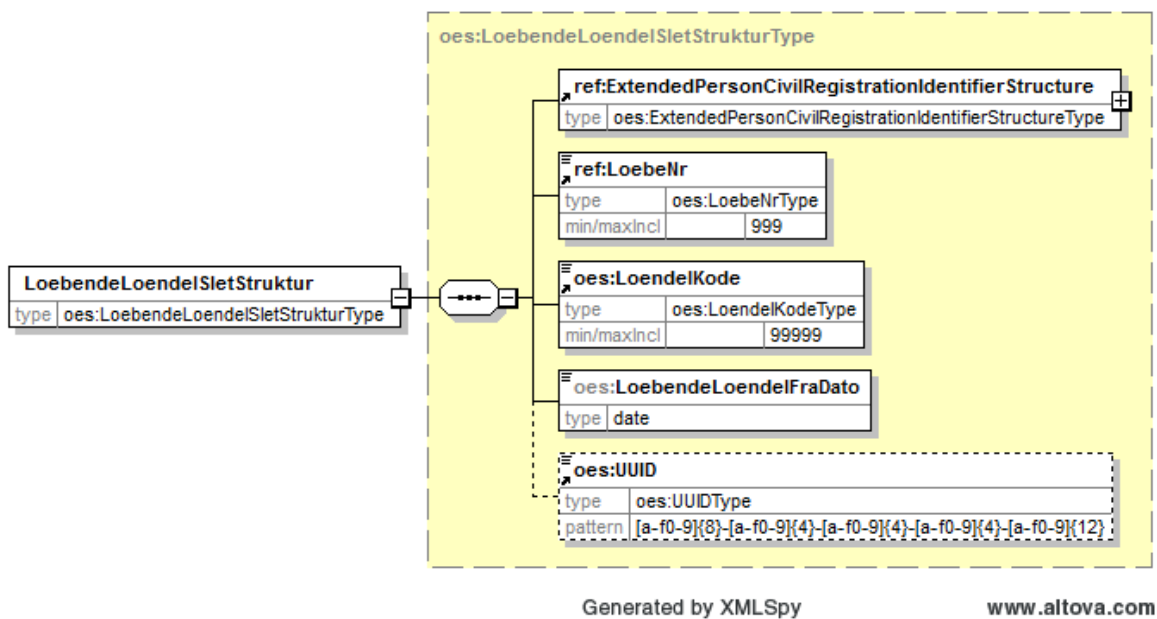 oes:LoebendeLoendelSletStrukturType
ref:ExtendedPersonCivilRegistrationIdentifierStructure
type oes:ExtendedPersonCivilRegistrationIdentifierStructureType
ref:LoebeNr
type oes:LoebeNrType
min/maxIncl 999
LoebendeLoendelSletStruktur
type oes:LoebendeLoendelSletStrukturType
oes:LoendelKode
type oes:LoendelKodeType
min/maxIncl 99999
oes:LoebendeLoendelFraDato
type date
oes:UUID
type oes:UUIDType
pattern [a-f0-9]{8}-[a-f0-9]{4}-[a-f0-9]{4}-[a-f0-9]{4}-[a-f0-9]{12}
Generated by XMLSpy www.altova.com